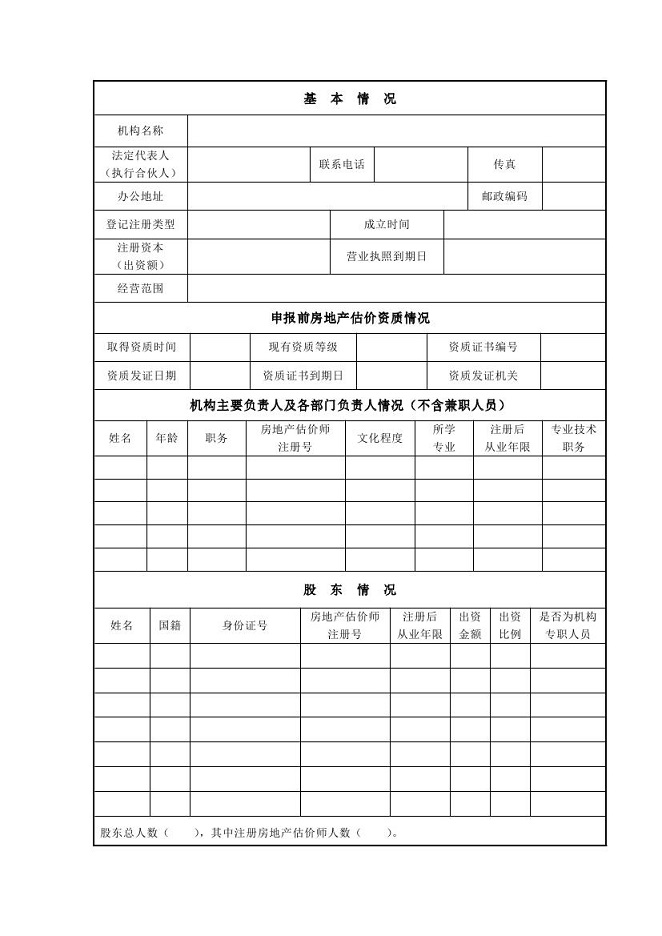 基 本 情 况
机构名称
法定代表人
（执行合伙人）
联系电话
传真
办公地址
邮政编码
登记注册类型
成立时间
注册资本
（出资额）
营业执照到期日
经营范围
申报前房地产估价资质情况
取得资质时间
现有资质等级
资质证书编号
资质发证日期
资质证书到期日
资质发证机关
机构主要负责人及各部门负责人情况（不含兼职人员）
姓名
年龄
职务
房地产估价师
注册号
文化程度
所学
专业
注册后
从业年限
专业技术
职务
股 东 情 况
姓名
国籍
身份证号
房地产估价师
注册号
注册后
从业年限
出资
金额
出资
比例
是否为机构
专职人员
股东总人数（ ），其中注册房地产估价师人数（ ）。